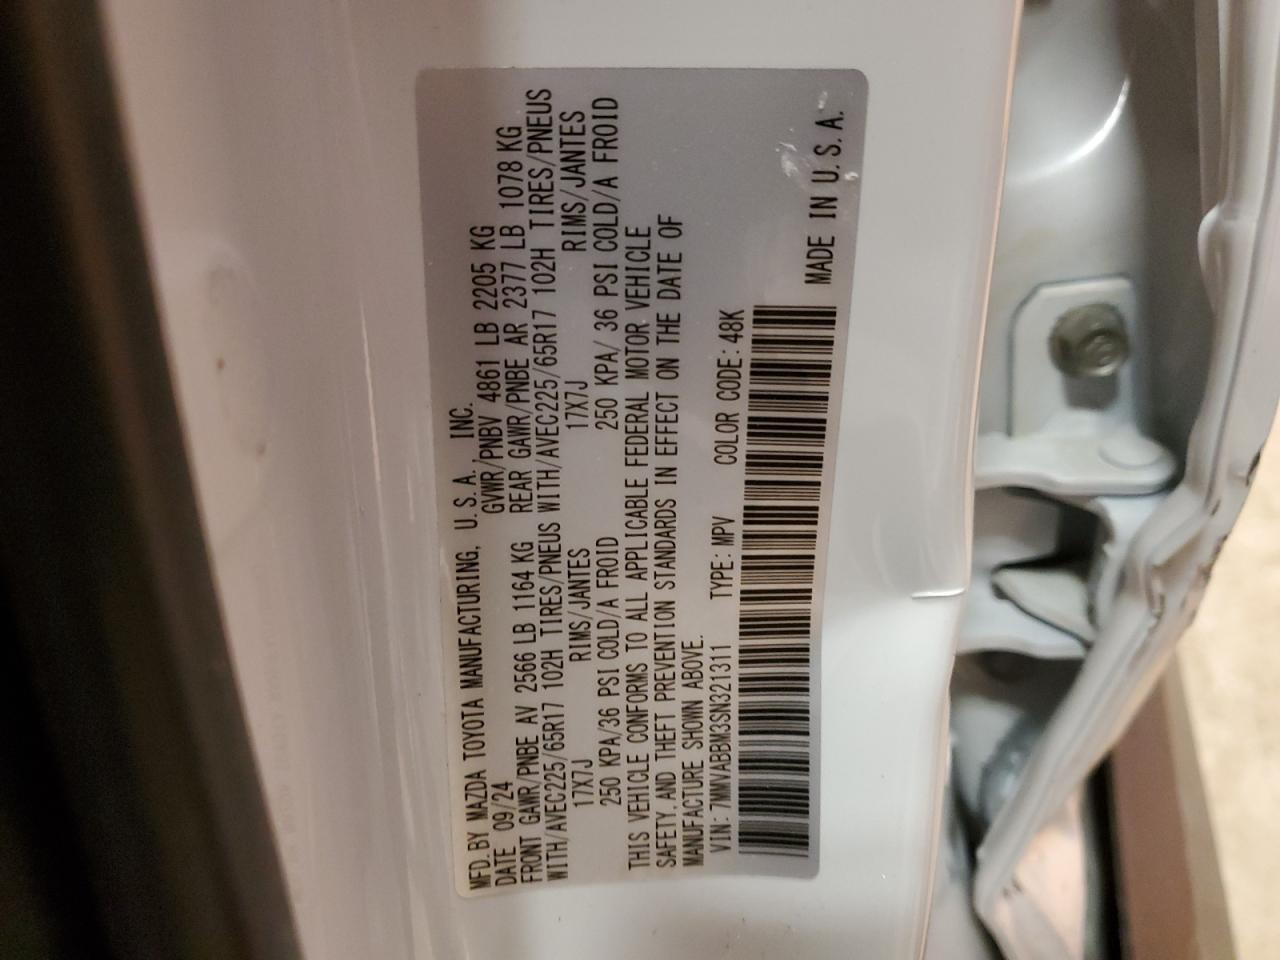 MFD. BY MAZDA TOYOTA MANUFACTURING, U. S. A., INC.
DATE 09/24 GVWR/PNBV 4861 LB 2205 KG
FRONT GAWR/PNBE AV 2566 LB 1164 KG REAR GAWR/PNBE AR 2377 LB 1078 KG
WITH/AVEC225/65R17 102H TIRES/PNEUS WITH/AVEC225/65R17 102H TIRES/PNEUS
17X7J RIMS/JANTES 17X7J RIMS/JANTES
250 KPA/36 PSI COLD/A FROID 250 KPA/ 36 PSI COLD/A FROID
THIS VEHICLE CONFORMS TO ALL APPLICABLE FEDERAL MOTOR VEHICLE
SAFETY, AND THEFT PREVENTION STANDARDS IN EFFECT ON THE DATE OF
MANUFACTURE SHOWN ABOVE.
VIN: 7MMVABBM3SN321311 TYPE: MPV COLOR CODE: 48K
MADE IN U. S. A.